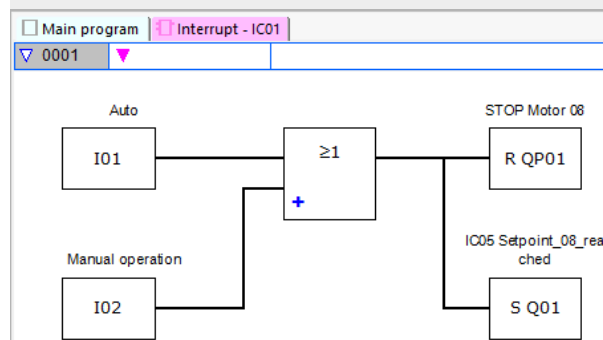 Main program
Interrupt - IC01
0001
Auto
STOP Motor 08
I01
≥1
R QP01
+
Manual operation
IC05 Setpoint_08_rea
ched
I02
S Q01